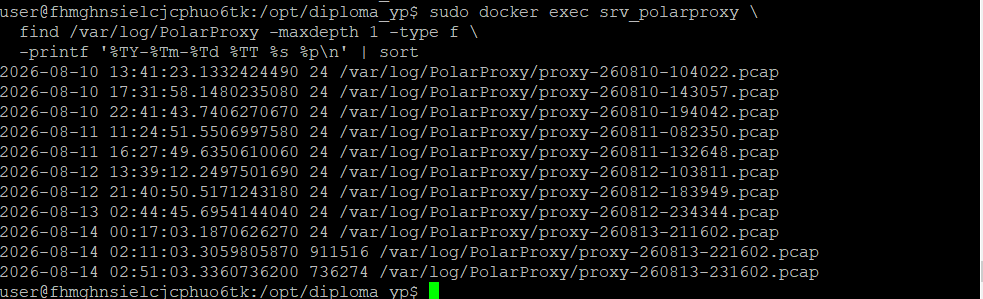 user@fhmghnsielcjcphuo6tk:/opt/diploma_yp$ sudo docker exec srv_polarproxy \
  find /var/log/PolarProxy -maxdepth 1 -type f \
  -printf '%TY-%Tm-%Td %TT %s %p\n' | sort
2026-08-10 13:41:23.1332424490 24 /var/log/PolarProxy/proxy-260810-104022.pcap
2026-08-10 17:31:58.1480235080 24 /var/log/PolarProxy/proxy-260810-143057.pcap
2026-08-10 22:41:43.7406270670 24 /var/log/PolarProxy/proxy-260810-194042.pcap
2026-08-11 11:24:51.5506997580 24 /var/log/PolarProxy/proxy-260811-082350.pcap
2026-08-11 16:27:49.6350610060 24 /var/log/PolarProxy/proxy-260811-132648.pcap
2026-08-12 13:39:12.2497501690 24 /var/log/PolarProxy/proxy-260812-103811.pcap
2026-08-12 21:40:50.5171243180 24 /var/log/PolarProxy/proxy-260812-183949.pcap
2026-08-13 02:44:45.6954144040 24 /var/log/PolarProxy/proxy-260812-234344.pcap
2026-08-14 00:17:03.1870626270 24 /var/log/PolarProxy/proxy-260813-211602.pcap
2026-08-14 02:11:03.3059805870 911516 /var/log/PolarProxy/proxy-260813-221602.pcap
2026-08-14 02:51:03.3360736200 736274 /var/log/PolarProxy/proxy-260813-231602.pcap
user@fhmghnsielcjcphuo6tk:/opt/diploma_yp$